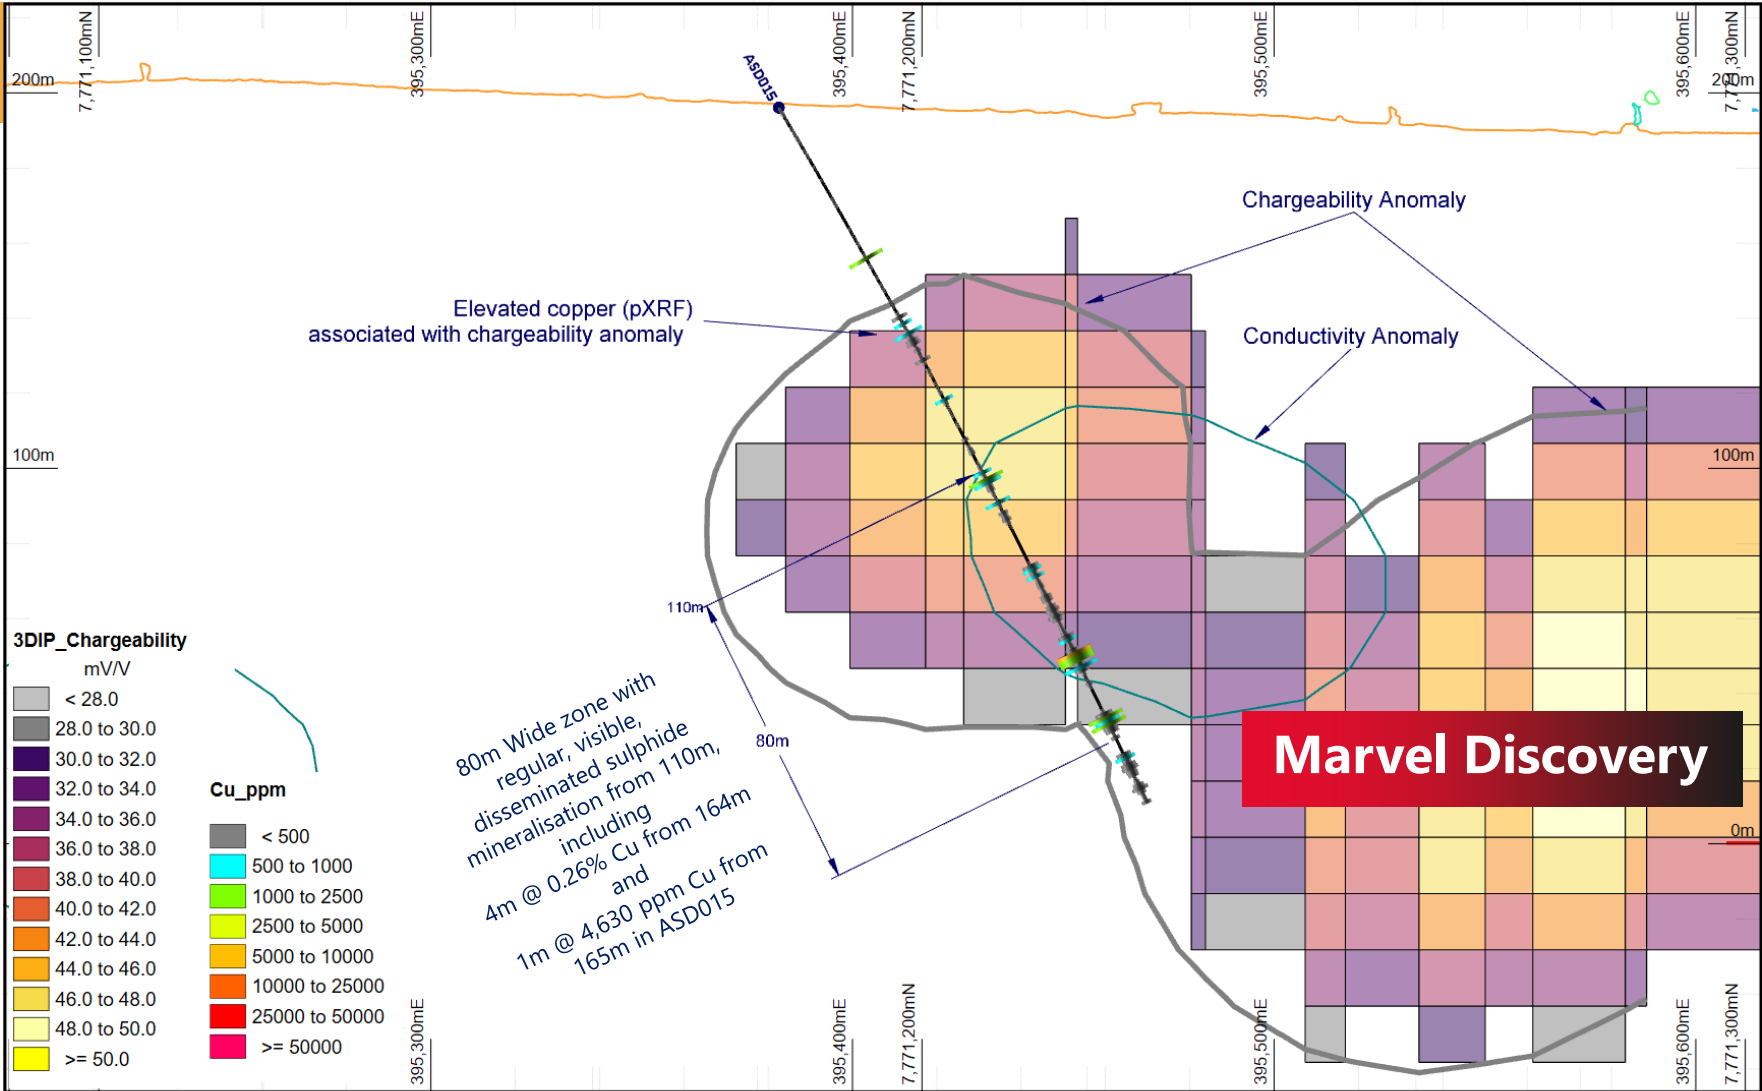 7,771,100mN
395,300mE
395,400mE
7,771,200mN
395,500mE
395,600mE
7,771,300mN
200m
200m
ASD015
Chargeability Anomaly
Elevated copper (pXRF)
associated with chargeability anomaly
Conductivity Anomaly
100m
100m
110m
80m
80m Wide zone with
regular, visible,
disseminated sulphide
mineralisation from 110m,
including
4m @ 0.26% Cu from 164m
and
1m @ 4,630 ppm Cu from
165m in ASD015
Marvel Discovery
0m
3DIP_Chargeability
mV/V
< 28.0
28.0 to 30.0
30.0 to 32.0
32.0 to 34.0
34.0 to 36.0
36.0 to 38.0
38.0 to 40.0
40.0 to 42.0
42.0 to 44.0
44.0 to 46.0
46.0 to 48.0
48.0 to 50.0
>= 50.0
Cu_ppm
< 500
500 to 1000
1000 to 2500
2500 to 5000
5000 to 10000
10000 to 25000
25000 to 50000
>= 50000
395,300mE
395,400mE
7,771,200mN
395,500mE
395,600mE
7,771,300mN